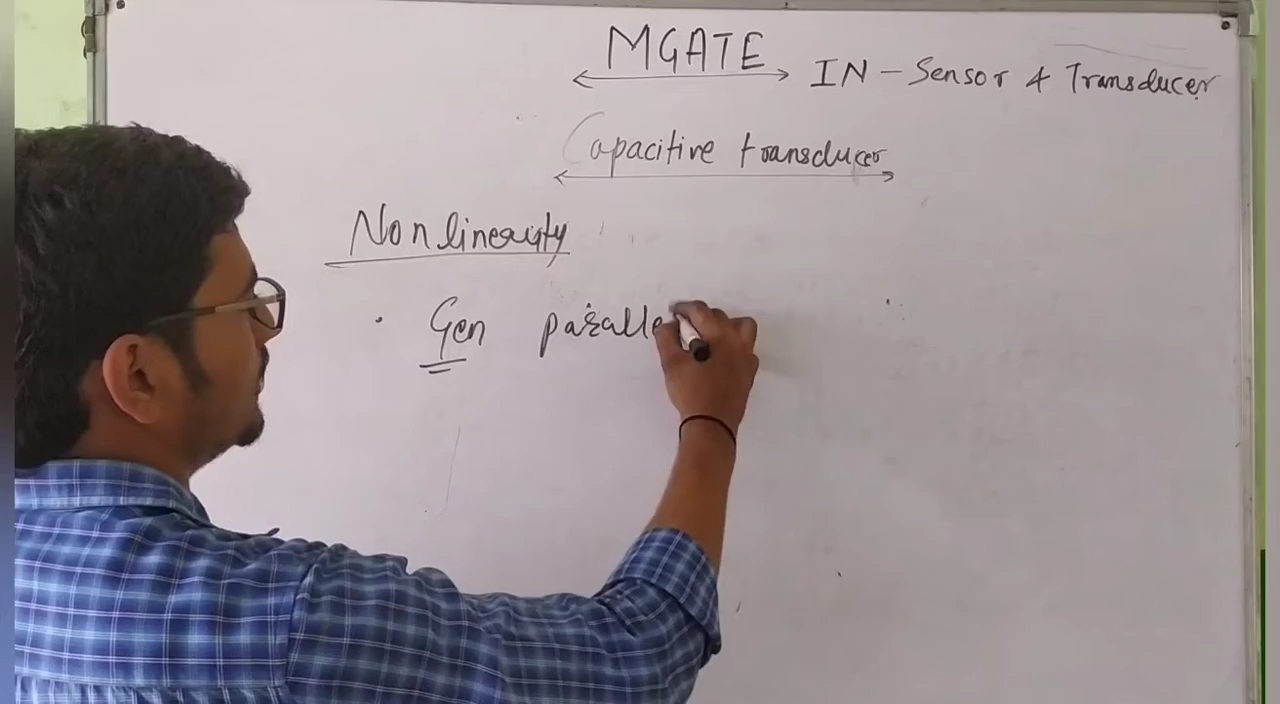 MGATE
IN - Sensor & Transducer
Capacitive transducer
Nonlinearity
· Gen paralle